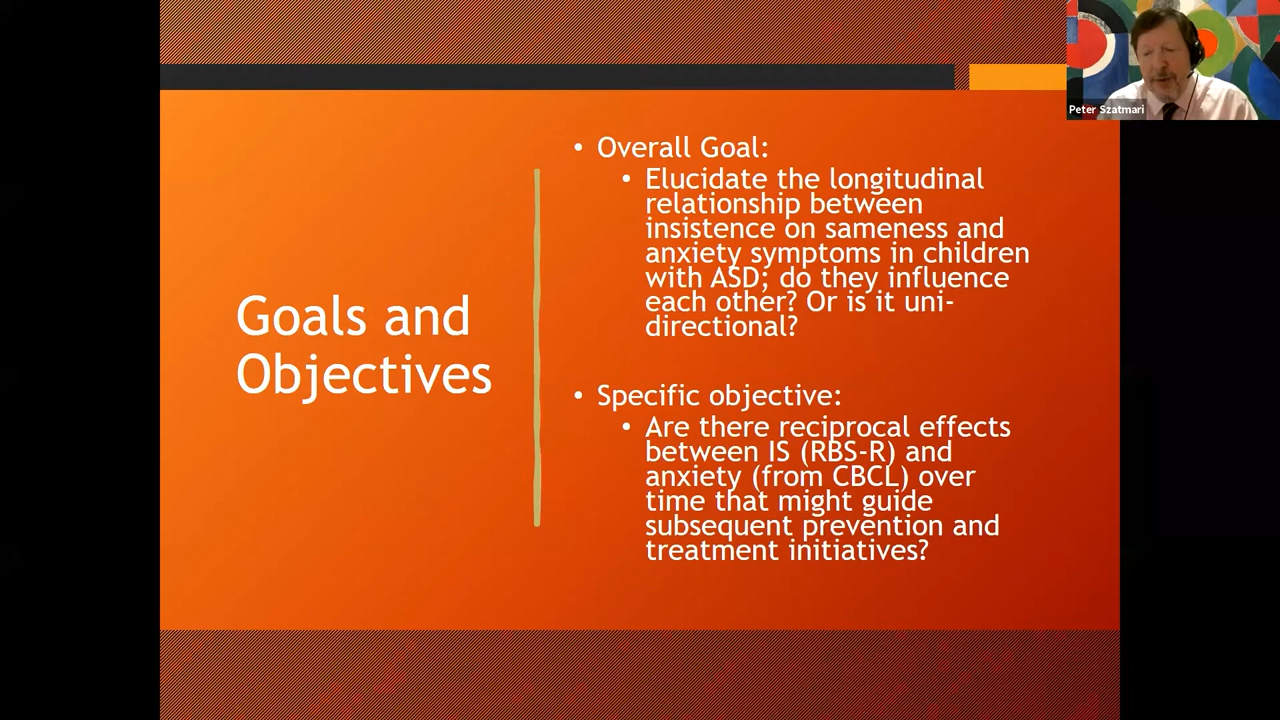 Goals and
Objectives
• Overall Goal:
• Elucidate the longitudinal
relationship between
insistence on sameness and
anxiety symptoms in children
with ASD; do they influence
each other? Or is it uni-
directional?
• Specific objective:
• Are there reciprocal effects
between IS (RBS-R) and
anxiety (from CBCL) over
time that might guide
subsequent prevention and
treatment initiatives?
Peter Szatmari